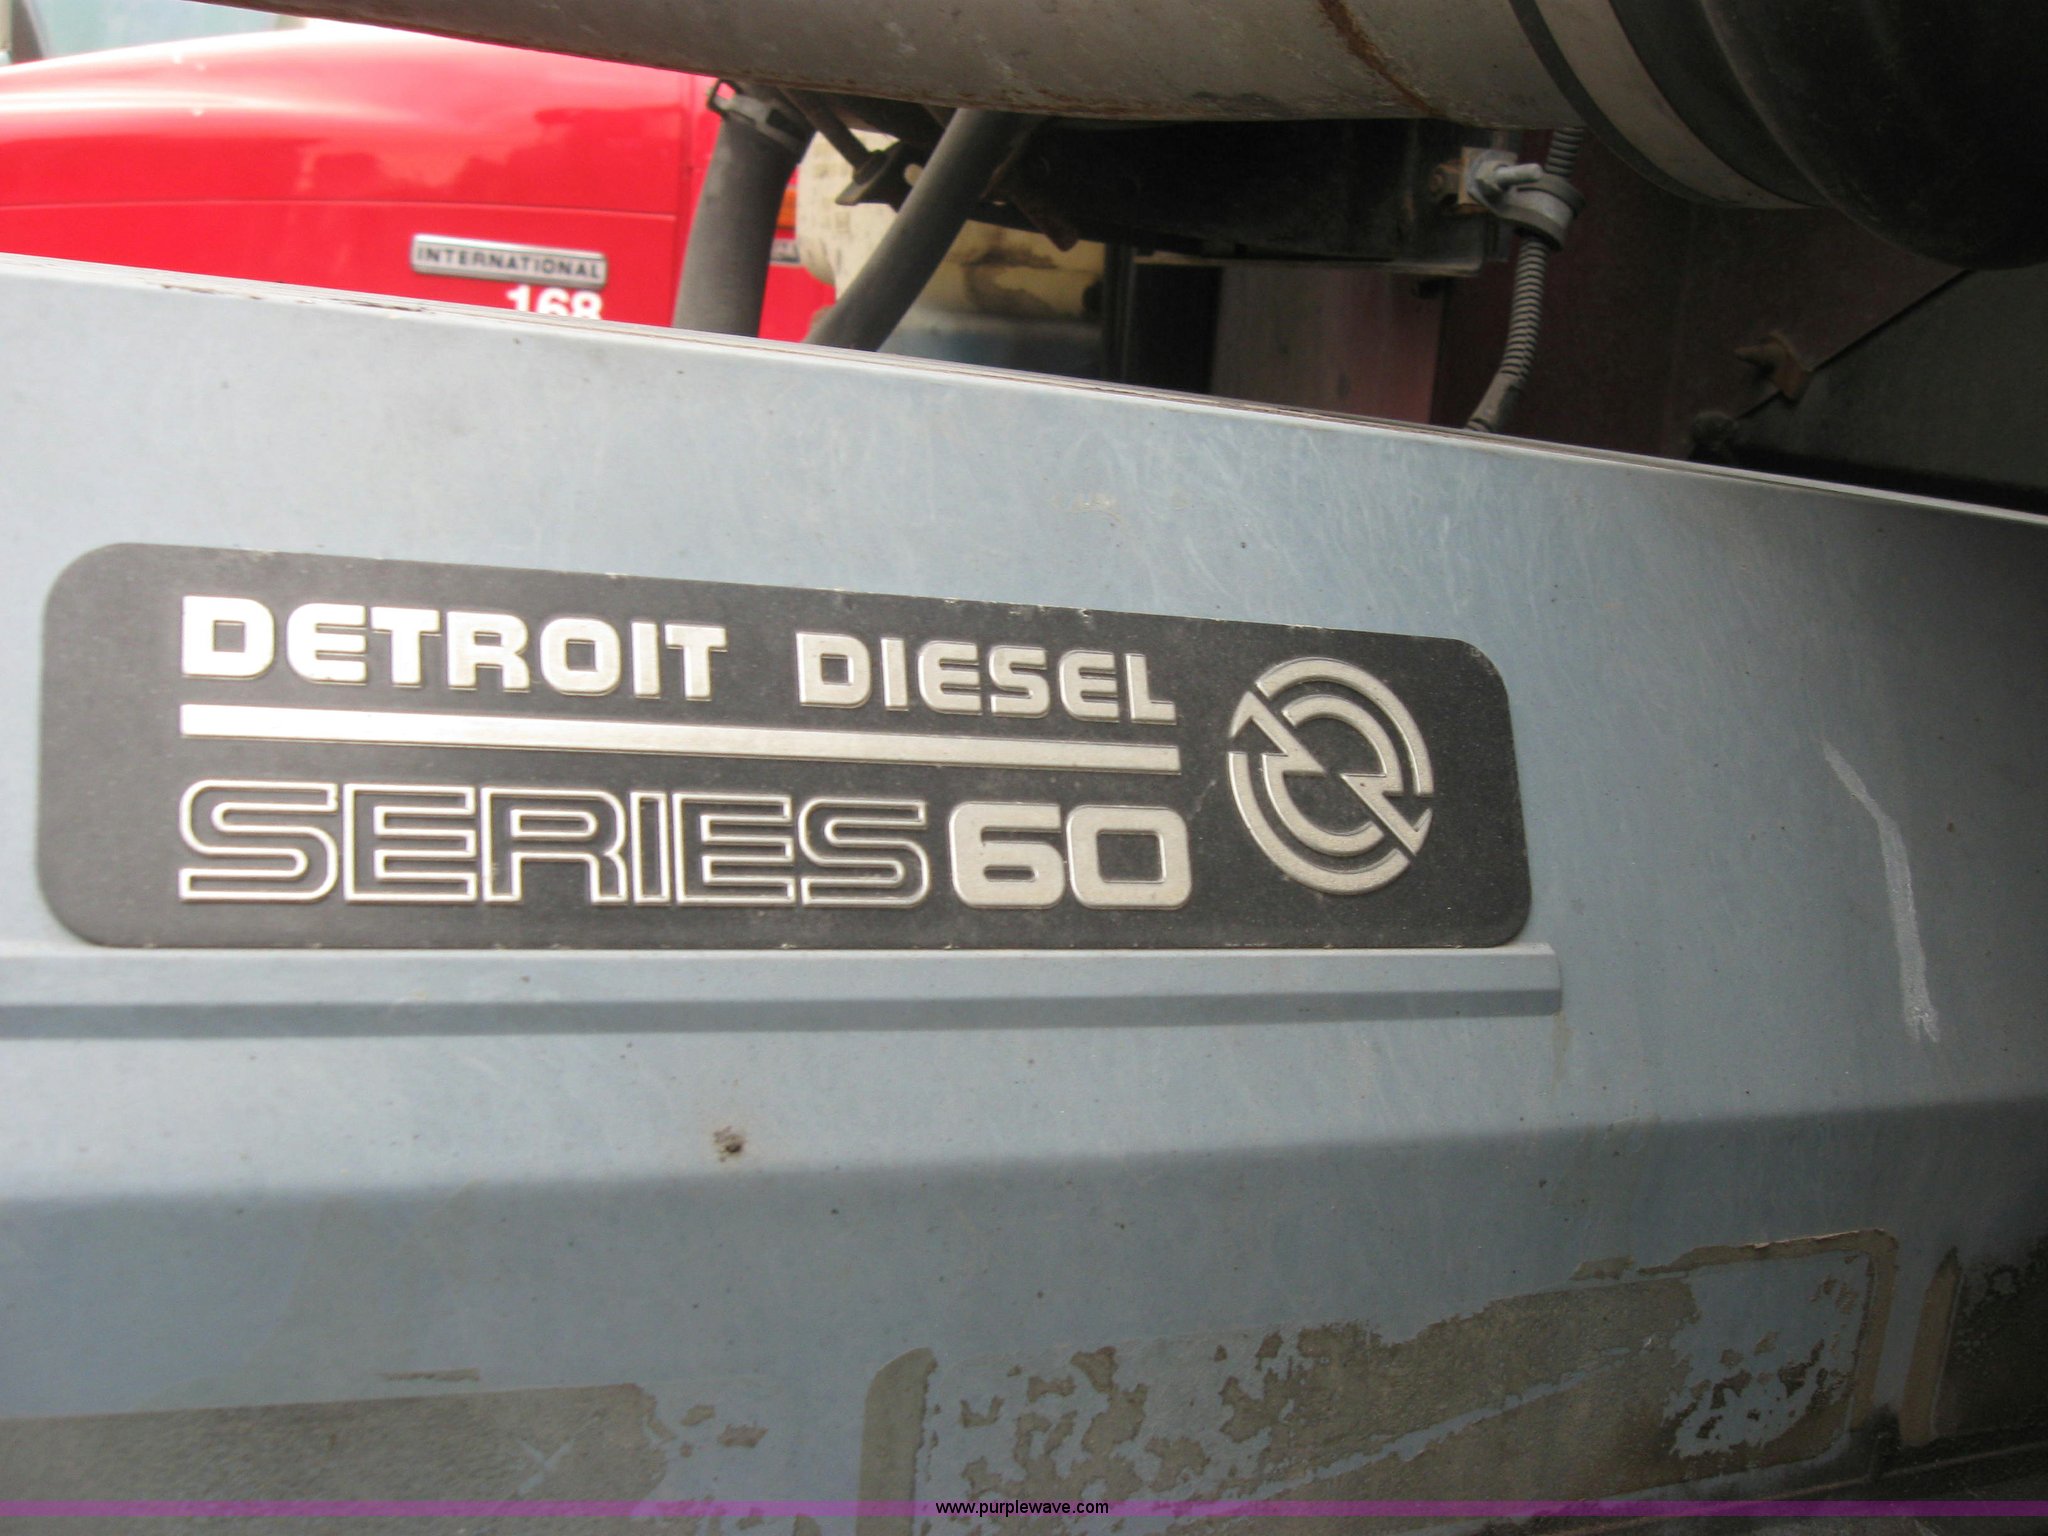 INTERNATIONAL
168
DETROIT DIESEL
SERIES 60
www.purplewave.com